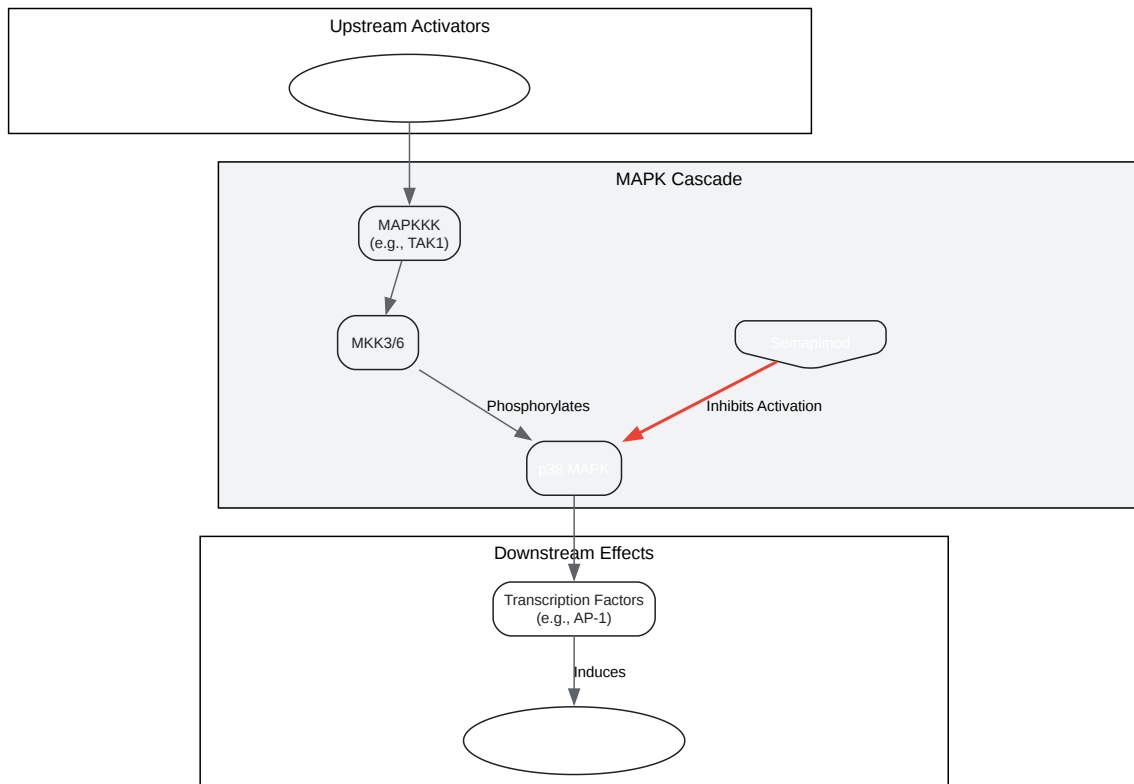 Upstream Activators
MAPK Cascade
MAPKKK
(e.g., TAK1)
MKK3/6
Semapimod
Phosphorylates
Inhibits Activation
p38 MAPK
Downstream Effects
Transcription Factors
(e.g., AP-1)
Induces